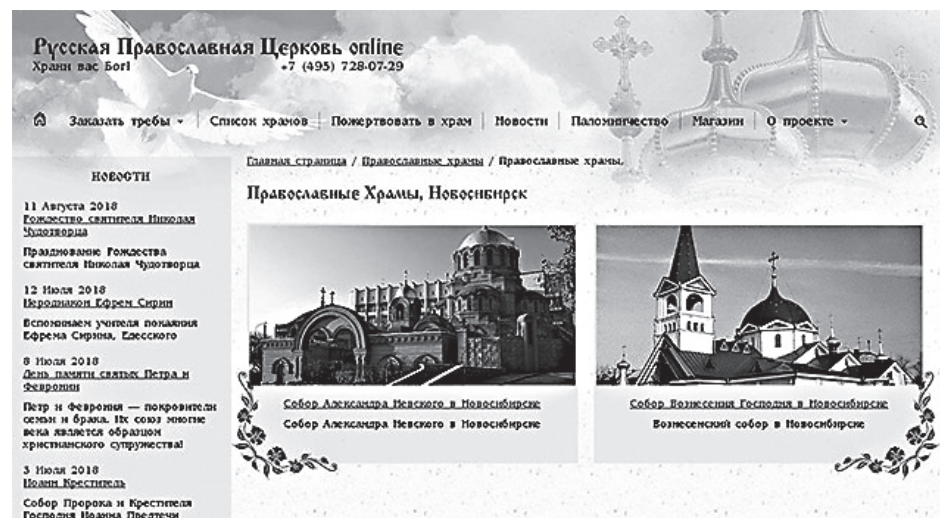 Русская Православная Церковь online
Храни вас Бог! +7 (495) 728-07-29
Заказать требы Список храмов Пожертвовать в храм Новости Паломничество Магазин О проекте
Главная страница / Православные храмы / Православные храмы,
Православные Храмы, Новосибирск
НОВОСТИ
11 Августа 2018
Рождество святителя Николая
Чудотворца
Празднование Рождества
святителя Николая Чудотворца
12 Июля 2018
Иеродиакон Ефрем Сирин
Вспоминаем учителя покаяния
Ефрема Сирина, Едесского
8 Июля 2018
День памяти святых Петра и
Февронии
Петр и Феврония — покровители
семьи и брака. Их союз многие
века является образцом
христианского супружества!
3 Июля 2018
Иоанн Креститель
Собор Пророка и Крестителя
Господня Иоанна Предтечи
Собор Александра Невского в Новосибирске
Собор Александра Невского в Новосибирске
Собор Вознесения Господня в Новосибирске
Вознесенский собор в Новосибирске